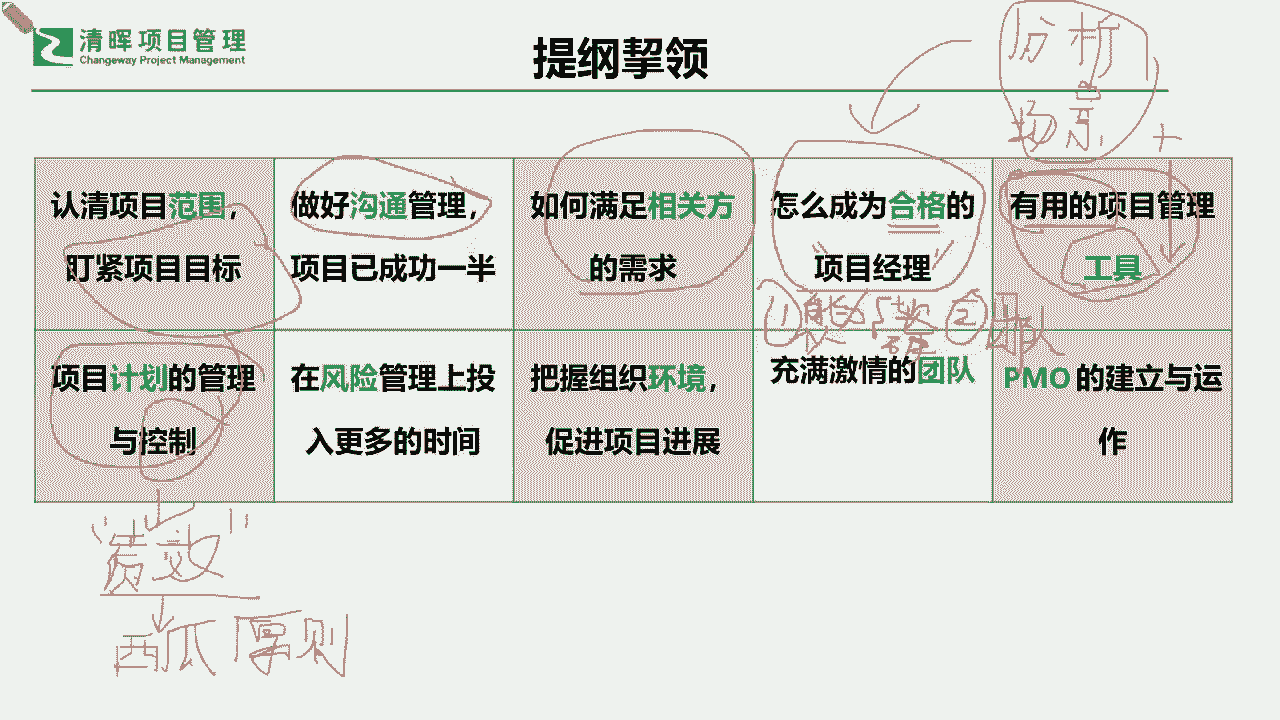 清晖项目管理
Changeway Project Management
提纲挈领
分析
场景
+
认清项目范围，
盯紧项目目标
做好沟通管理，
项目已成功一半
如何满足相关方
的需求
怎么成为合格的
“项目经理”
有用的项目管理
工具
① ② 团队
项目计划的管理
与控制
在风险管理上投
入更多的时间
把握组织环境，
促进项目进展
充满激情的团队
PMO 的建立与运
作
“绩效”
西瓜原则